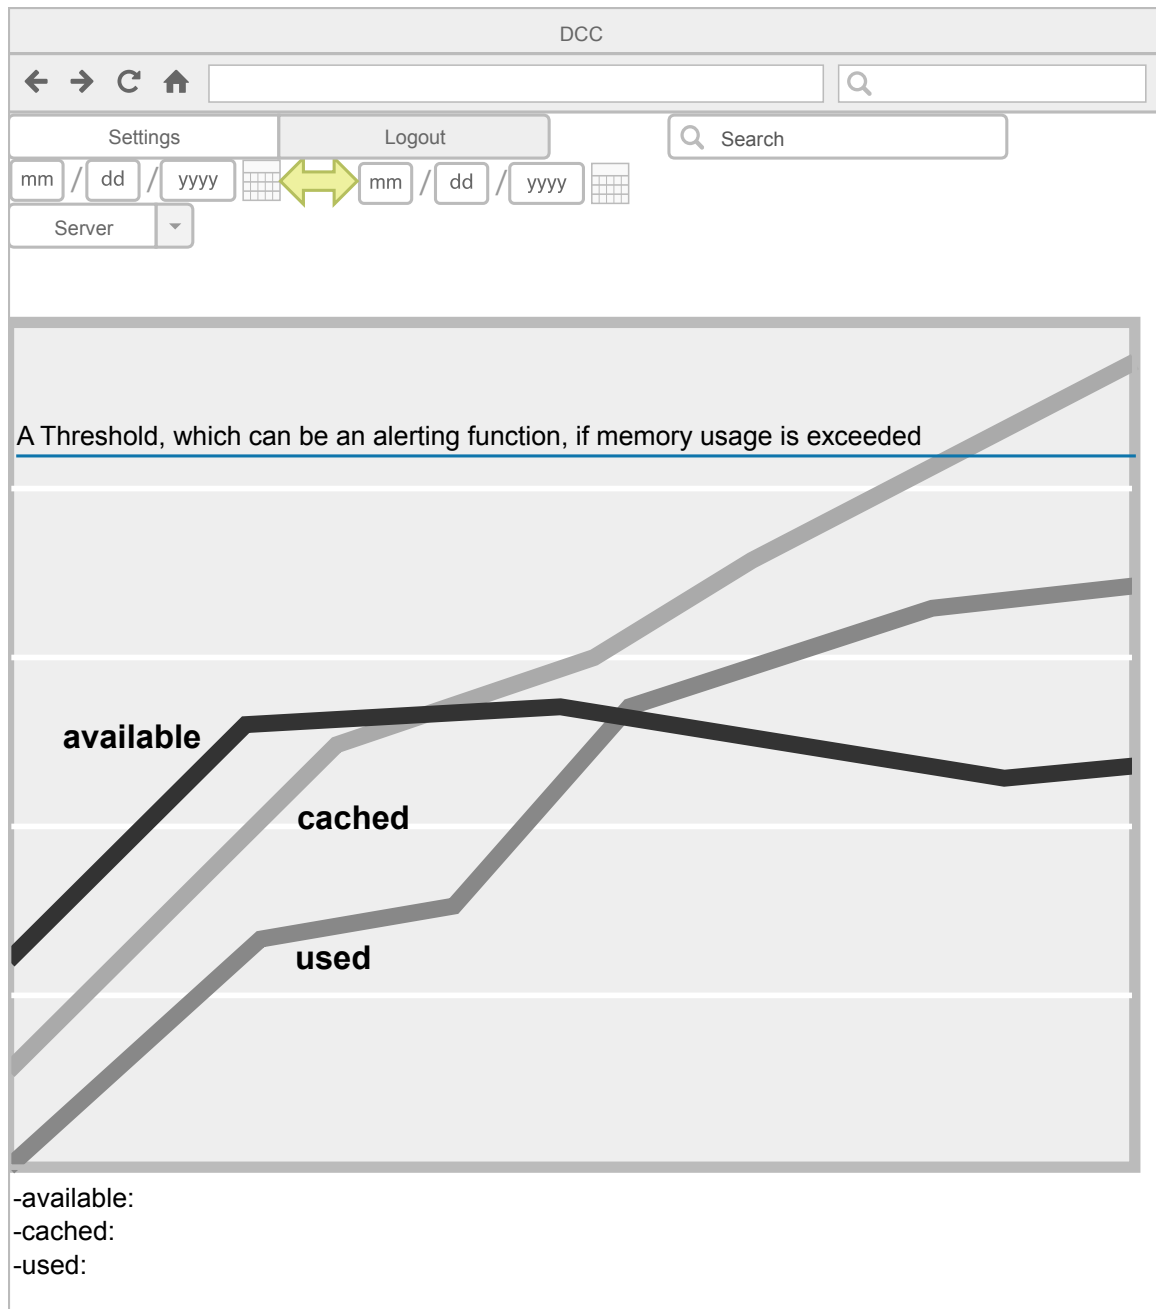 DCC
Settings Logout Search
mm / dd / yyyy mm / dd / yyyy
Server
A Threshold, which can be an alerting function, if memory usage is exceeded
available
cached
used
-available:
-cached:
-used: